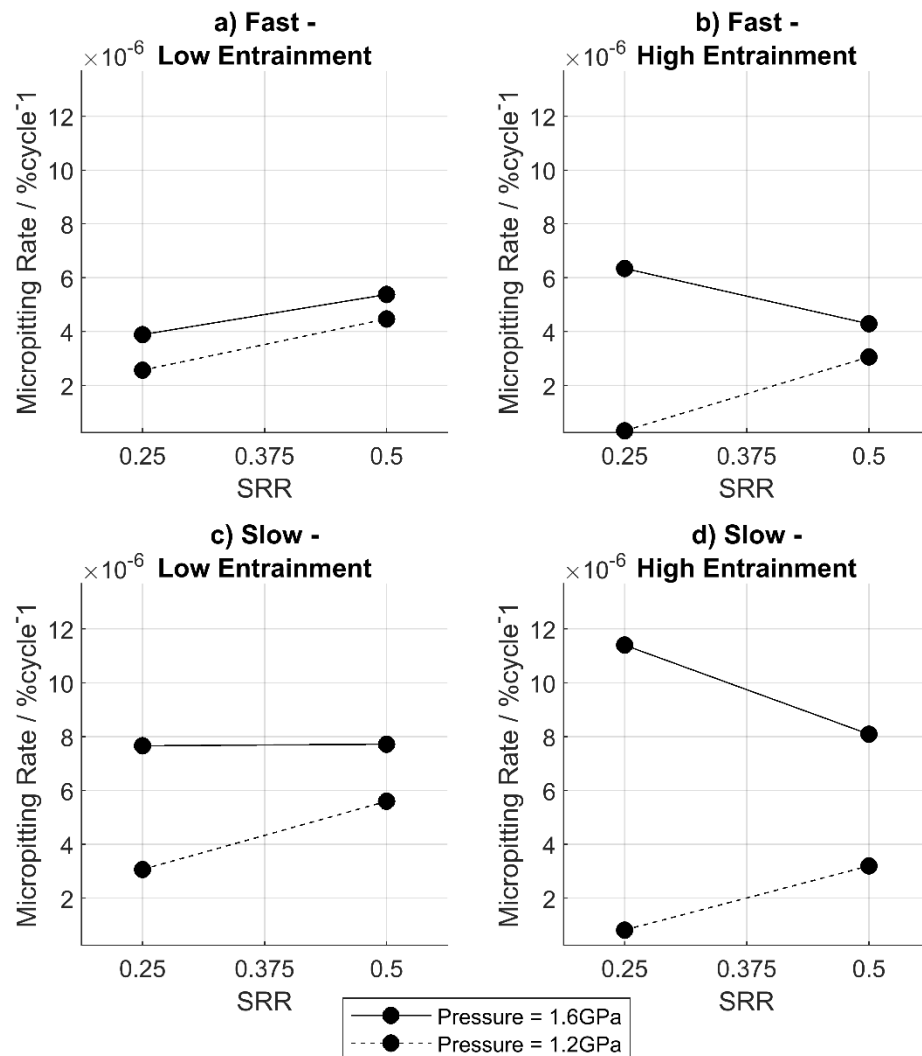 a) Fast -
Low Entrainment
×10⁻⁶
Micropitting Rate / %cycle⁻1
12
10
8
6
4
2
0.25
0.375
0.5
SRR
b) Fast -
High Entrainment
×10⁻⁶
Micropitting Rate / %cycle⁻1
12
10
8
6
4
2
0.25
0.375
0.5
SRR
c) Slow -
Low Entrainment
×10⁻⁶
Micropitting Rate / %cycle⁻1
12
10
8
6
4
2
0.25
0.375
0.5
SRR
d) Slow -
High Entrainment
×10⁻⁶
Micropitting Rate / %cycle⁻1
12
10
8
6
4
2
0.25
0.375
0.5
SRR
Pressure = 1.6GPa
Pressure = 1.2GPa